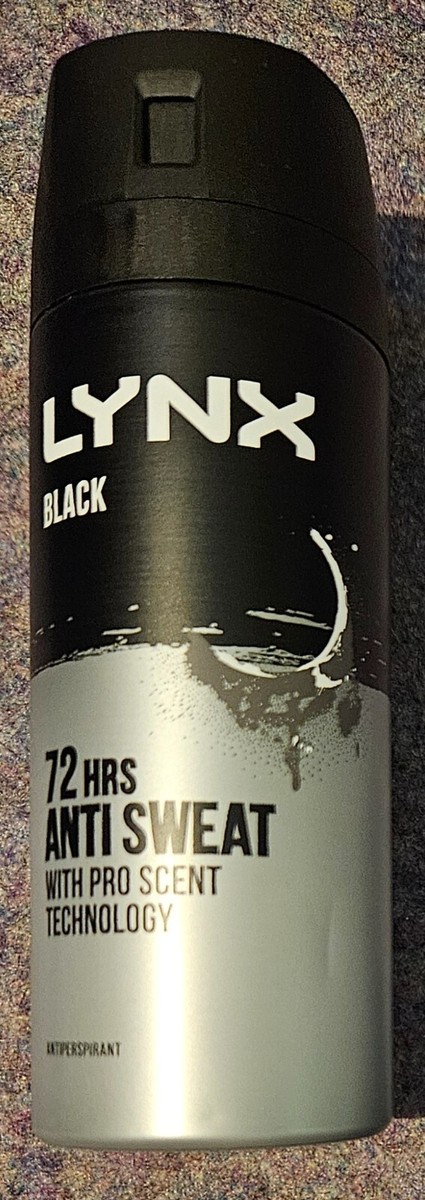 LYNX
BLACK
72 HRS
ANTI SWEAT
WITH PRO SCENT
TECHNOLOGY
ANTIPERSPIRANT